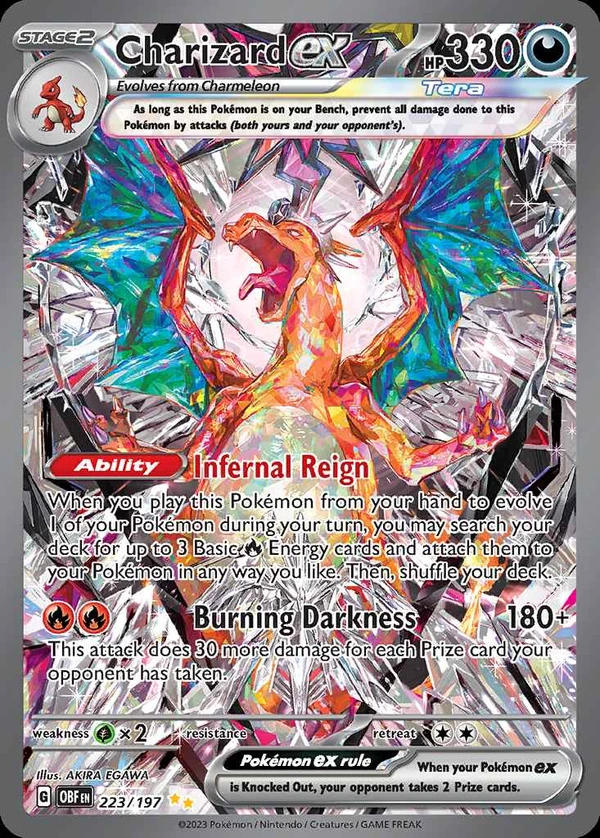 STAGE2 Charizard ex HP330
Evolves from Charmeleon Tera
As long as this Pokémon is on your Bench, prevent all damage done to this
Pokémon by attacks (both yours and your opponent's).
Ability Infernal Reign
When you play this Pokémon from your hand to evolve
1 of your Pokémon during your turn, you may search your
deck for up to 3 Basic Energy cards and attach them to
your Pokémon in any way you like. Then, shuffle your deck.
Burning Darkness 180+
This attack does 30 more damage for each Prize card your
opponent has taken.
weakness ×2 resistance retreat
Pokémon ex rule When your Pokémon ex
is Knocked Out, your opponent takes 2 Prize cards.
Illus. AKIRA EGAWA
G OBF EN 223/197
©2023 Pokémon / Nintendo / Creatures / GAME FREAK